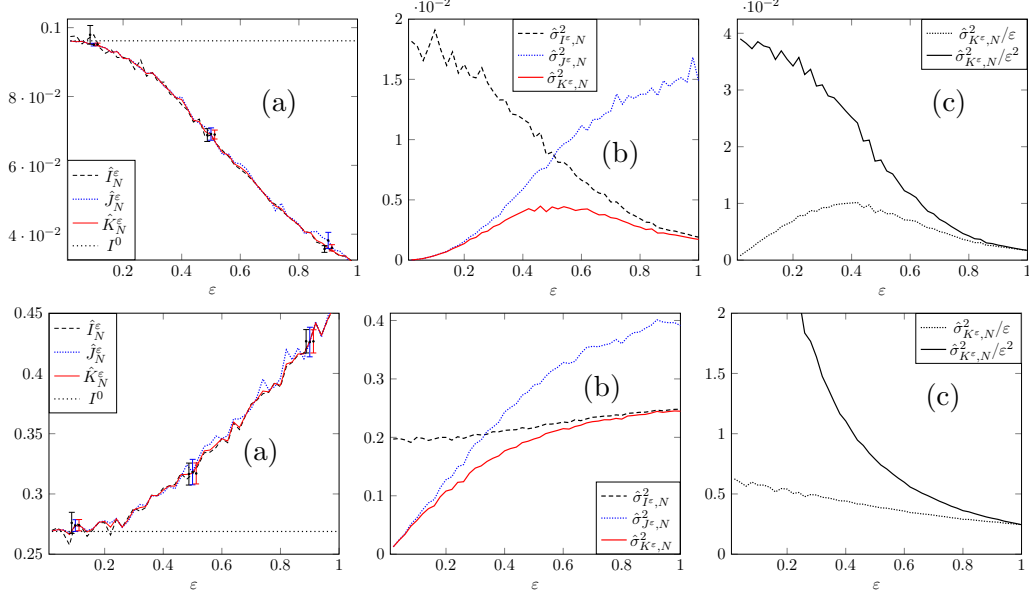 0.1
8 · 10⁻²
6 · 10⁻²
4 · 10⁻²
0.2 0.4 0.6 0.8 1
ε
(a)
Î^ε_N
Ĵ^ε_N
K̂^ε_N
I⁰
·10⁻²
2
1.5
1
0.5
0
0.2 0.4 0.6 0.8 1
ε
(b)
σ̂²_{I^ε,N}
σ̂²_{J^ε,N}
σ̂²_{K^ε,N}
·10⁻²
4
3
2
1
0
0.2 0.4 0.6 0.8 1
ε
(c)
σ̂²_{K^ε,N}/ε
σ̂²_{K^ε,N}/ε²
0.45
0.4
0.35
0.3
0.25
0.2 0.4 0.6 0.8 1
ε
(a)
Î^ε_N
Ĵ^ε_N
K̂^ε_N
I⁰
0.4
0.3
0.2
0.1
0
0.2 0.4 0.6 0.8 1
ε
(b)
σ̂²_{I^ε,N}
σ̂²_{J^ε,N}
σ̂²_{K^ε,N}
2
1.5
1
0.5
0
0.2 0.4 0.6 0.8 1
ε
(c)
σ̂²_{K^ε,N}/ε
σ̂²_{K^ε,N}/ε²